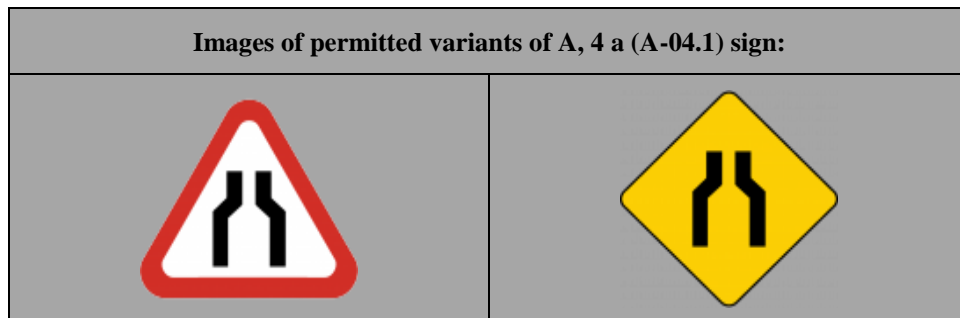 Images of permitted variants of A, 4 a (A-04.1) sign: